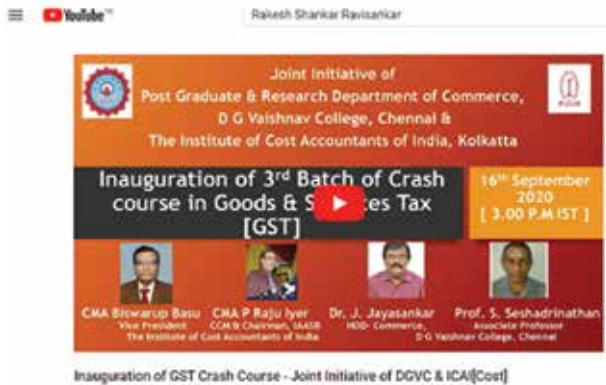 YouTube
Rakesh Shankar Ravisankar
Joint Initiative of
Post Graduate & Research Department of Commerce,
D G Vaishnav College, Chennai &
The Institute of Cost Accountants of India, Kolkatta
Inauguration of 3rd Batch of Crash
course in Goods & S ces Tax
[GST]
16th September
2020
[ 3.00 P.M IST ]
CMA Biswarup Basu
Vice President
CMA P Raju Iyer
CCM & Chairman, IAASB
The Institute of Cost Accountants of India
Dr. J. Jayasankar
HOD- Commerce,
Prof. S. Seshadrinathan
Associate Professor
D G Vaishnav College, Chennai
Inauguration of GST Crash Course - Joint Initiative of DGVC & ICAI[Cost]